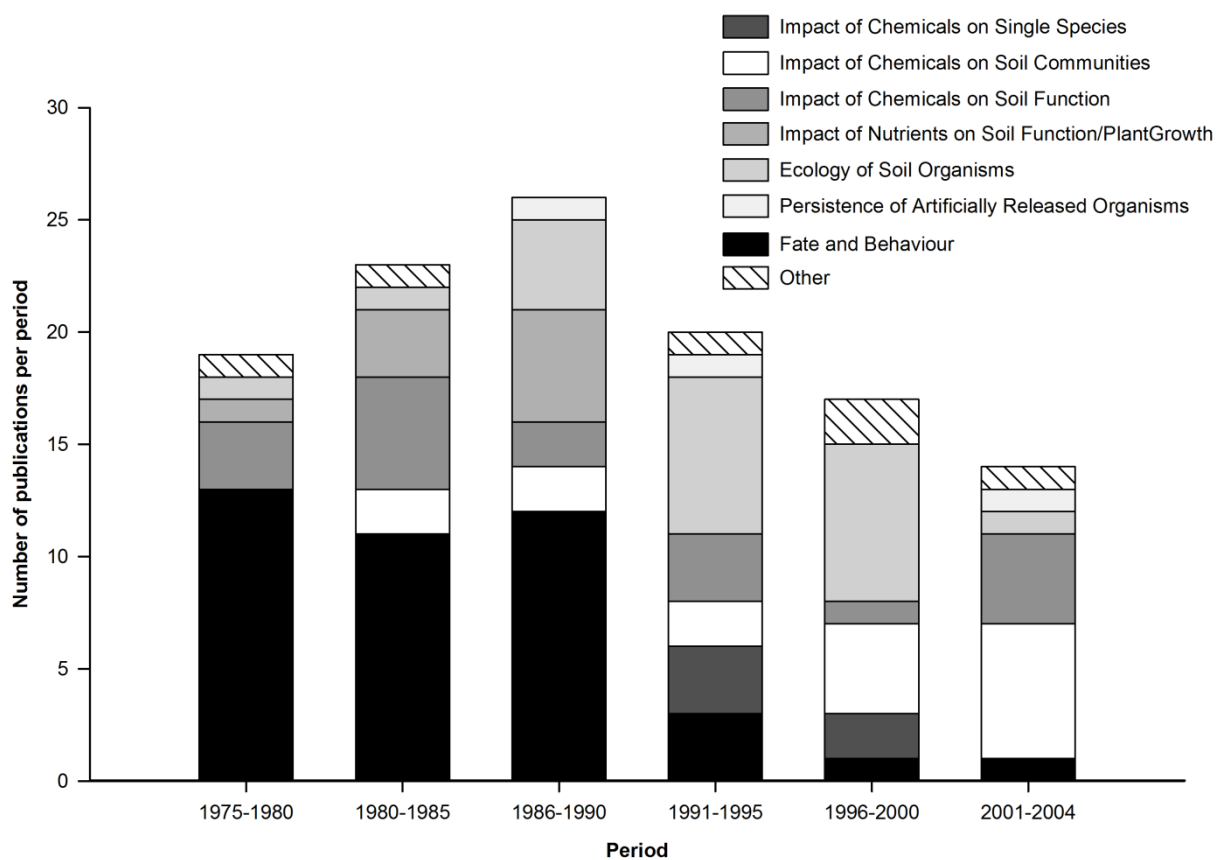 Impact of Chemicals on Single Species
Impact of Chemicals on Soil Communities
Impact of Chemicals on Soil Function
Impact of Nutrients on Soil Function/PlantGrowth
Ecology of Soil Organisms
Persistence of Artificially Released Organisms
Fate and Behaviour
Other
Number of publications per period
30
25
20
15
10
5
0
1975-1980 1980-1985 1986-1990 1991-1995 1996-2000 2001-2004
Period